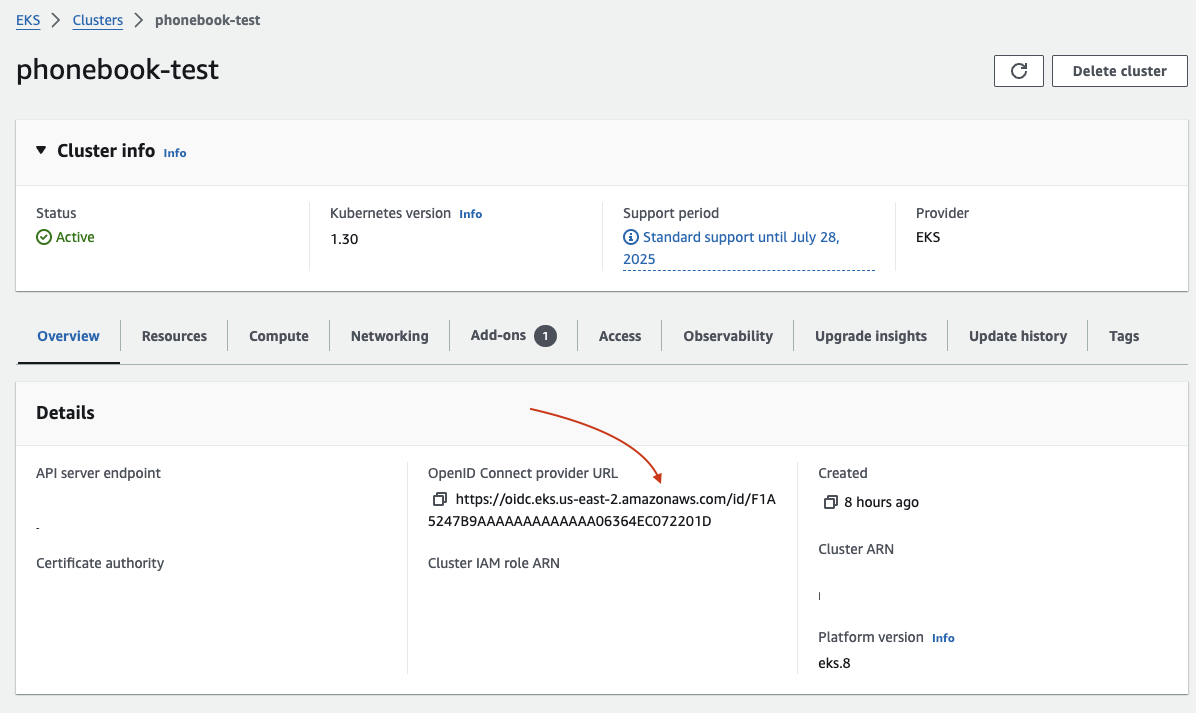 EKS > Clusters > phonebook-test
phonebook-test
Delete cluster
Cluster info Info
Status
Active
Kubernetes version Info
1.30
Support period
Standard support until July 28,
2025
Provider
EKS
Overview Resources Compute Networking Add-ons 1 Access Observability Upgrade insights Update history Tags
Details
API server endpoint
-
Certificate authority
OpenID Connect provider URL
https://oidc.eks.us-east-2.amazonaws.com/id/F1A
5247B9AAAAAAAAAAAAA06364EC072201D
Cluster IAM role ARN
Created
8 hours ago
Cluster ARN
Platform version Info
eks.8